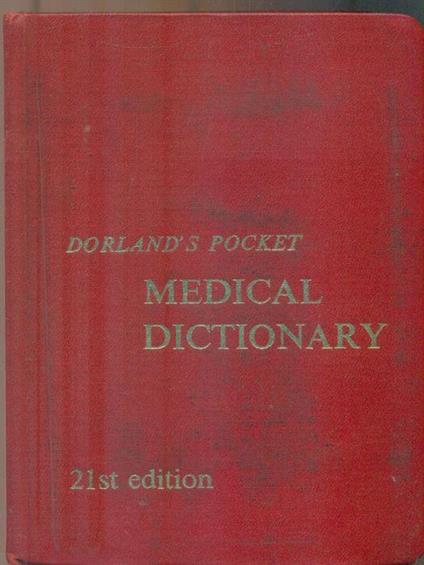 DORLAND'S POCKET
MEDICAL
DICTIONARY
21st edition